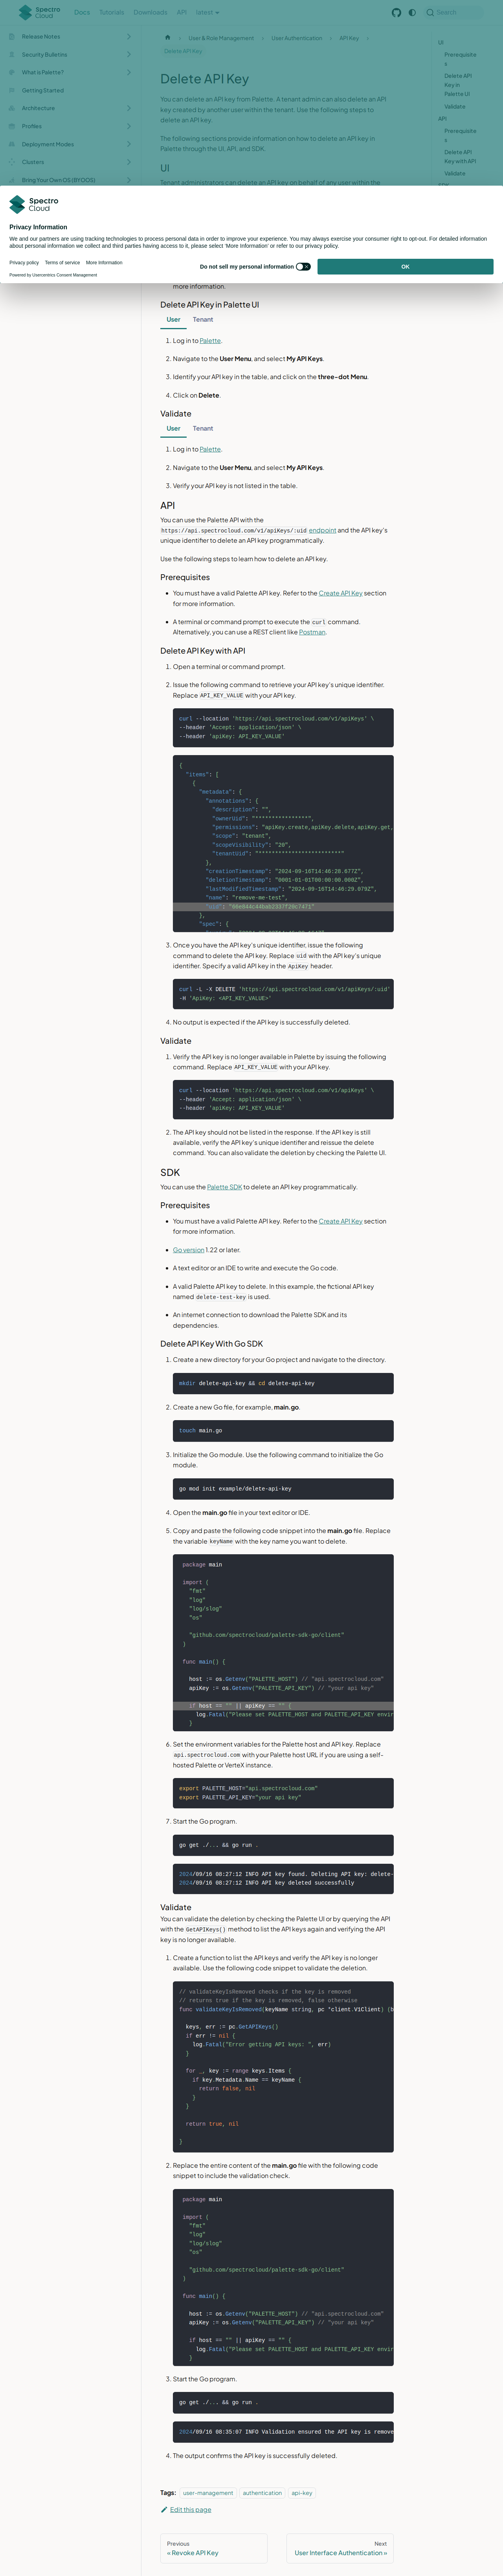 Spectro Cloud
Docs
Tutorials
Downloads
API
latest
Search
Release Notes
Security Bulletins
What is Palette?
Getting Started
Architecture
Profiles
Deployment Modes
Clusters
Bring Your Own OS (BYOOS)
User & Role Management
User Authentication
API Key
Delete API Key
Delete API Key
You can delete an API key from Palette. A tenant admin can also delete an API
key created by another user within the tenant. Use the following steps to
delete an API key.
The following sections provide information on how to delete an API key in
Palette through the UI, API, and SDK.
UI
Tenant administrators can delete an API key on behalf of any user within the
UI
Prerequisites
Delete API Key in Palette UI
Validate
API
Prerequisites
Delete API Key with API
Validate
Spectro Cloud
Privacy Information
We and our partners are using tracking technologies to process personal data in order to improve your experience. You may always exercise your consumer right to opt-out. For detailed information about personal information we collect and third parties having access to it, please select 'More Information' or refer to our privacy policy.
Privacy policy
Terms of service
More Information
Powered by Usercentrics Consent Management
Do not sell my personal information
OK
more information.
Delete API Key in Palette UI
User
Tenant
1. Log in to Palette.
2. Navigate to the User Menu, and select My API Keys.
3. Identify your API key in the table, and click on the three-dot Menu.
4. Click on Delete.
Validate
User
Tenant
1. Log in to Palette.
2. Navigate to the User Menu, and select My API Keys.
3. Verify your API key is not listed in the table.
API
You can use the Palette API with the
https://api.spectrocloud.com/v1/apiKeys/:uid endpoint and the API key's
unique identifier to delete an API key programmatically.
Use the following steps to learn how to delete an API key.
Prerequisites
You must have a valid Palette API key. Refer to the Create API Key section
for more information.
A terminal or command prompt to execute the curl command.
Alternatively, you can use a REST client like Postman.
Delete API Key with API
1. Open a terminal or command prompt.
2. Issue the following command to retrieve your API key's unique identifier.
Replace API_KEY_VALUE with your API key.
curl --location 'https://api.spectrocloud.com/v1/apiKeys' \
--header 'Accept: application/json' \
--header 'apiKey: API_KEY_VALUE'
{
"items": [
{
"metadata": {
"annotations": {
"description": "",
"ownerUid": "****************",
"permissions": "apiKey.create,apiKey.delete,apiKey.get,
"scope": "tenant",
"scopeVisibility": "20",
"tenantUid": "*************************"
},
"creationTimestamp": "2024-09-16T14:46:20.077Z",
"deletionTimestamp": "0001-01-01T00:00:00.000Z",
"lastModifiedTimestamp": "2024-09-16T14:46:29.079Z",
"name": "remove-me-test",
"uid": "66e844c44bab2337f20c7471"
},
"spec": {
3. Once you have the API key's unique identifier, issue the following
command to delete the API key. Replace uid with the API key's unique
identifier. Specify a valid API key in the ApiKey header.
curl -L -X DELETE 'https://api.spectrocloud.com/v1/apiKeys/:uid'
-H 'ApiKey: <API_KEY_VALUE>'
4. No output is expected if the API key is successfully deleted.
Validate
1. Verify the API key is no longer available in Palette by issuing the following
command. Replace API_KEY_VALUE with your API key.
curl --location 'https://api.spectrocloud.com/v1/apiKeys' \
--header 'Accept: application/json' \
--header 'apiKey: API_KEY_VALUE'
2. The API key should not be listed in the response. If the API key is still
available, verify the API key's unique identifier and reissue the delete
command. You can also validate the deletion by checking the Palette UI.
SDK
You can use the Palette SDK to delete an API key programmatically.
Prerequisites
You must have a valid Palette API key. Refer to the Create API Key section
for more information.
Go version 1.22 or later.
A text editor or an IDE to write and execute the Go code.
A valid Palette API key to delete. In this example, the fictional API key
named delete-test-key is used.
An internet connection to download the Palette SDK and its
dependencies.
Delete API Key With Go SDK
1. Create a new directory for your Go project and navigate to the directory.
mkdir delete-api-key && cd delete-api-key
2. Create a new Go file, for example, main.go.
touch main.go
3. Initialize the Go module. Use the following command to initialize the Go
module.
go mod init example/delete-api-key
4. Open the main.go file in your text editor or IDE.
5. Copy and paste the following code snippet into the main.go file. Replace
the variable keyName with the key name you want to delete.
package main
import (
"fmt"
"log"
"log/slog"
"os"
"github.com/spectrocloud/palette-sdk-go/client"
)
func main() {
host := os.Getenv("PALETTE_HOST") // "api.spectrocloud.com"
apiKey := os.Getenv("PALETTE_API_KEY") // "your api key"
if host == "" || apiKey == "" {
log.Fatal("Please set PALETTE_HOST and PALETTE_API_KEY envir
}
6. Set the environment variables for the Palette host and API key. Replace
api.spectrocloud.com with your Palette host URL if you are using a self-
hosted Palette or VerteX instance.
export PALETTE_HOST="api.spectrocloud.com"
export PALETTE_API_KEY="your api key"
7. Start the Go program.
go get ./... && go run .
2024/09/16 08:27:12 INFO API key found. Deleting API key: delete-
2024/09/16 08:27:12 INFO API key deleted successfully
Validate
You can validate the deletion by checking the Palette UI or by querying the API
with the GetAPIKeys() method to list the API keys again and verifying the API
key is no longer available.
1. Create a function to list the API keys and verify the API key is no longer
available. Use the following code snippet to validate the deletion.
// validateKeyIsRemoved checks if the key is removed
// returns true if the key is removed, false otherwise
func validateKeyIsRemoved(keyName string, pc *client.V1Client) (b
keys, err := pc.GetAPIKeys()
if err != nil {
log.Fatal("Error getting API keys: ", err)
}
for _, key := range keys.Items {
if key.Metadata.Name == keyName {
return false, nil
}
}
return true, nil
}
2. Replace the entire content of the main.go file with the following code
snippet to include the validation check.
package main
import (
"fmt"
"log"
"log/slog"
"os"
"github.com/spectrocloud/palette-sdk-go/client"
)
func main() {
host := os.Getenv("PALETTE_HOST") // "api.spectrocloud.com"
apiKey := os.Getenv("PALETTE_API_KEY") // "your api key"
if host == "" || apiKey == "" {
log.Fatal("Please set PALETTE_HOST and PALETTE_API_KEY envir
}
3. Start the Go program.
go get ./... && go run .
2024/09/16 08:35:07 INFO Validation ensured the API key is remove
4. The output confirms the API key is successfully deleted.
Tags:
user-management
authentication
api-key
Edit this page
Previous
« Revoke API Key
Next
User Interface Authentication »